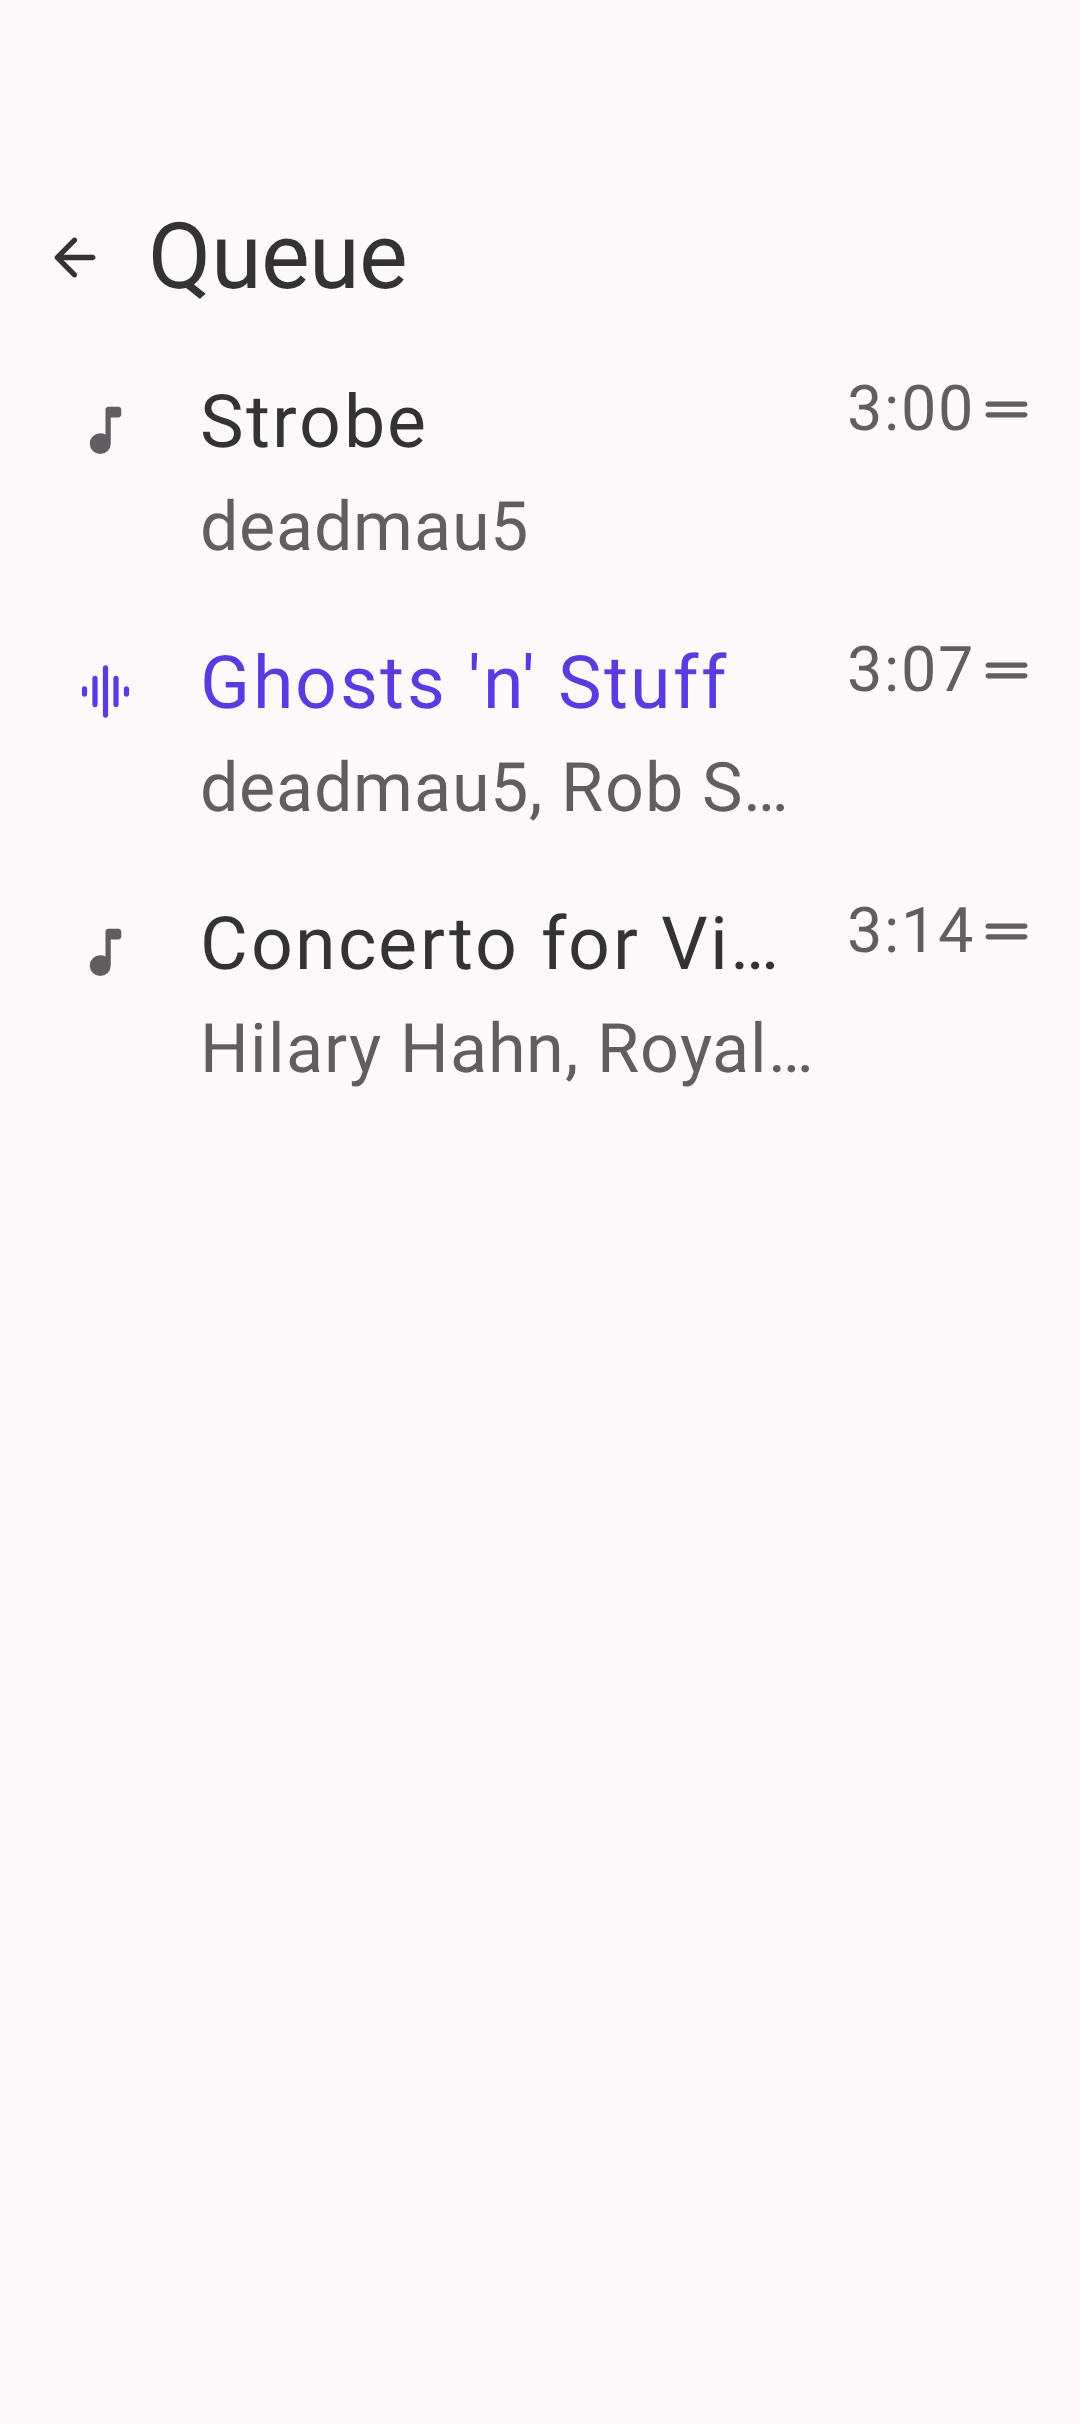 Queue
Strobe 3:00
deadmau5
Ghosts 'n' Stuff 3:07
deadmau5, Rob S…
Concerto for Vi… 3:14
Hilary Hahn, Royal…